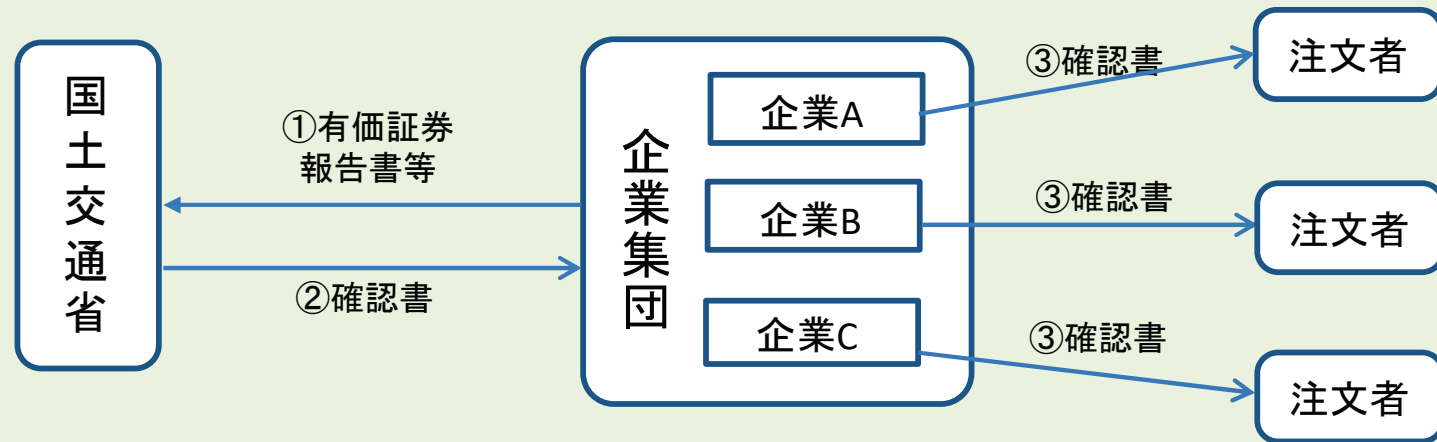 国土交通省
①有価証券
報告書等
②確認書
企業集団
企業A
企業B
企業C
③確認書
③確認書
③確認書
注文者
注文者
注文者